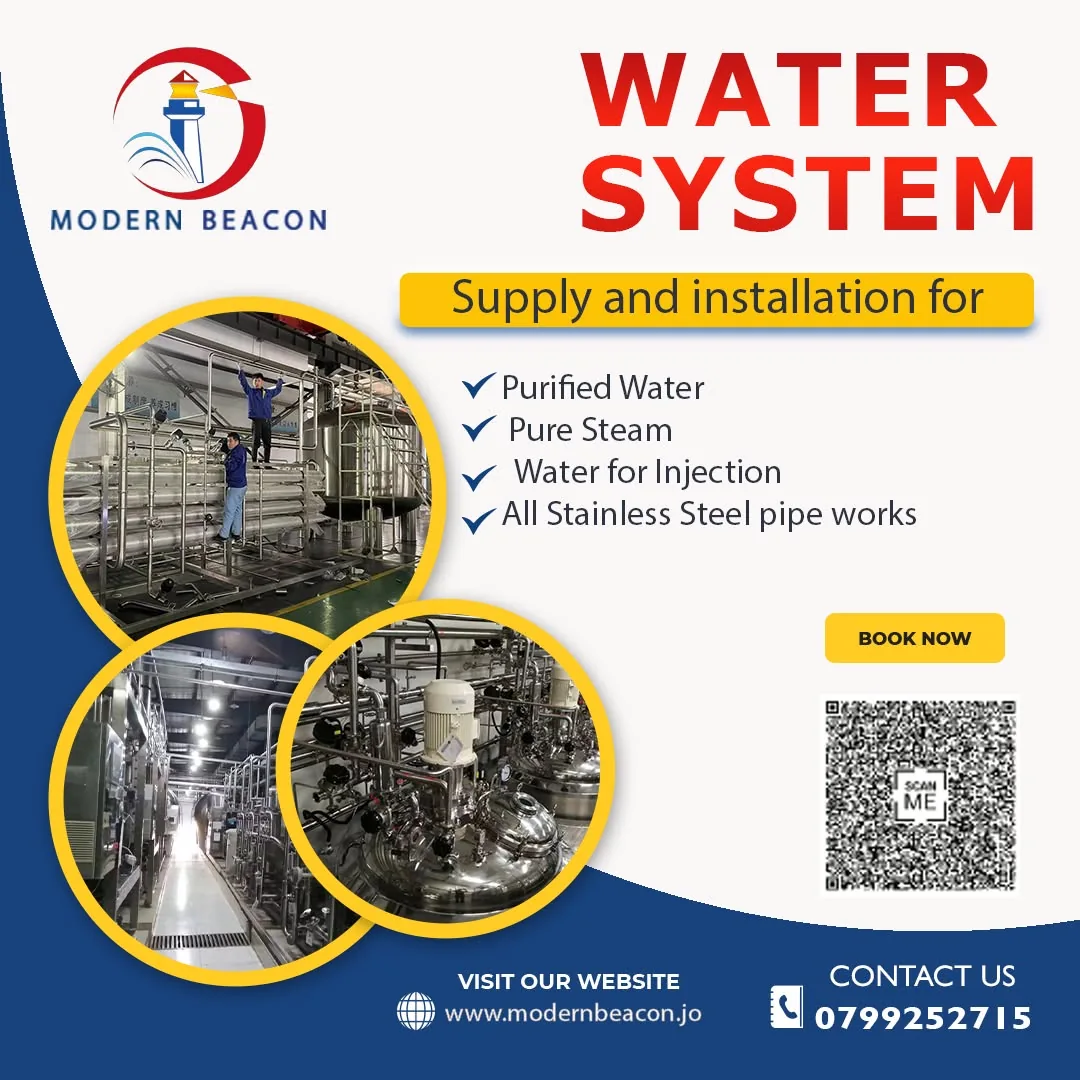 MODERN BEACON
WATER
SYSTEM
Supply and installation for
Purified Water
Pure Steam
Water for Injection
All Stainless Steel pipe works
BOOK NOW
SCAN
ME
VISIT OUR WEBSITE
www.modernbeacon.jo
CONTACT US
0799252715